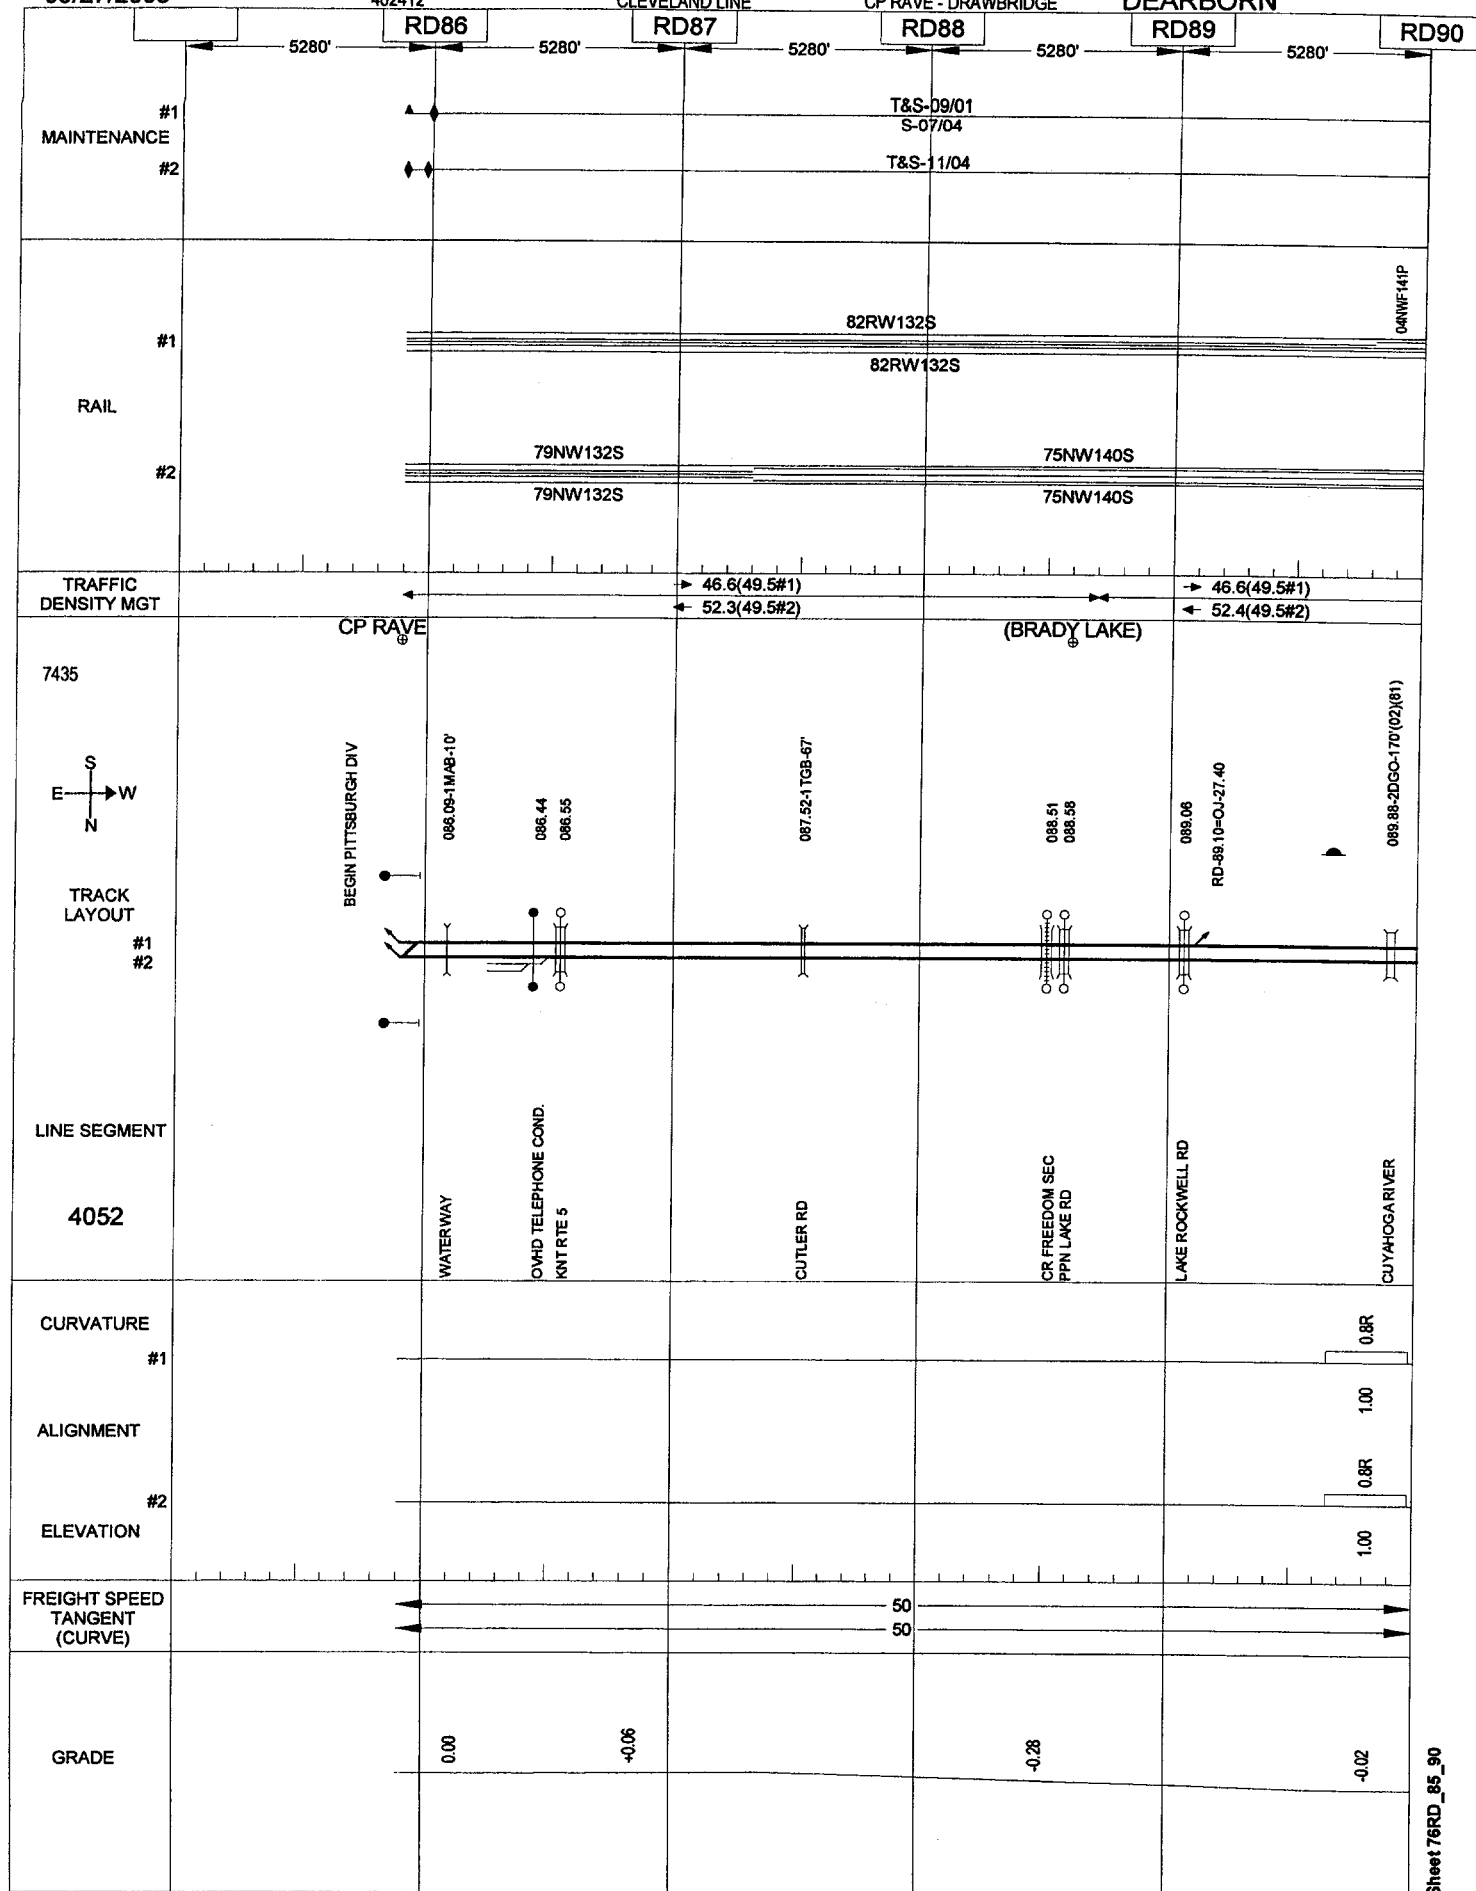 402412 CLEVELAND LINE CP RAVE - DRAWBRIDGE DEARBORN
RD86 RD87 RD88 RD89 RD90
5280' 5280' 5280' 5280' 5280'
MAINTENANCE
#1
T&S-09/01
S-07/04
#2
T&S-11/04
RAIL
#1
82RW132S
82RW132S
04NWF141P
#2
79NW132S 75NW140S
79NW132S 75NW140S
TRAFFIC
DENSITY MGT
46.6(49.5#1) 46.6(49.5#1)
52.3(49.5#2) 52.4(49.5#2)
CP RAVE (BRADY LAKE)
7435
S
E W
N
BEGIN PITTSBURGH DIV
086.09-1MAB-10'
086.44
086.55
087.52-1TGB-67'
088.51
088.58
089.06
RD-89.10=OJ-27.40
089.88-2DGO-170'(02)(81)
TRACK
LAYOUT
#1
#2
LINE SEGMENT
4052
WATERWAY
OVHD TELEPHONE COND.
KNT RTE 5
CUTLER RD
CR FREEDOM SEC
PPN LAKE RD
LAKE ROCKWELL RD
CUYAHOGA RIVER
CURVATURE
#1
0.8R
1.00
ALIGNMENT
#2
0.8R
1.00
ELEVATION
FREIGHT SPEED
TANGENT
(CURVE)
50
50
GRADE
0.00
+0.06
-0.28
-0.02
Sheet 76RD_85_90